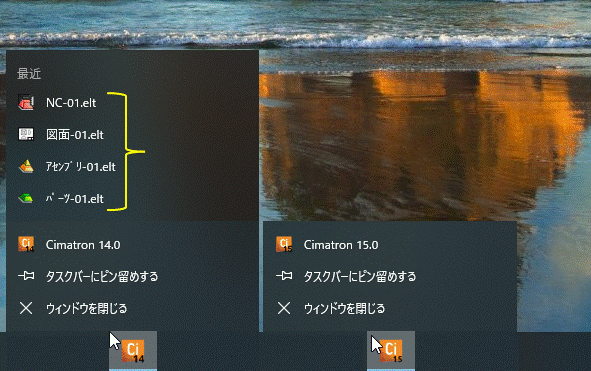 最近
NC-01.elt
図面-01.elt
ｱｾﾝﾌﾞﾘ-01.elt
ﾊﾟｰﾂ-01.elt
Cimatron 14.0
タスクバーにピン留めする
ウィンドウを閉じる
Cimatron 15.0
タスクバーにピン留めする
ウィンドウを閉じる
Ci
14
Ci
15